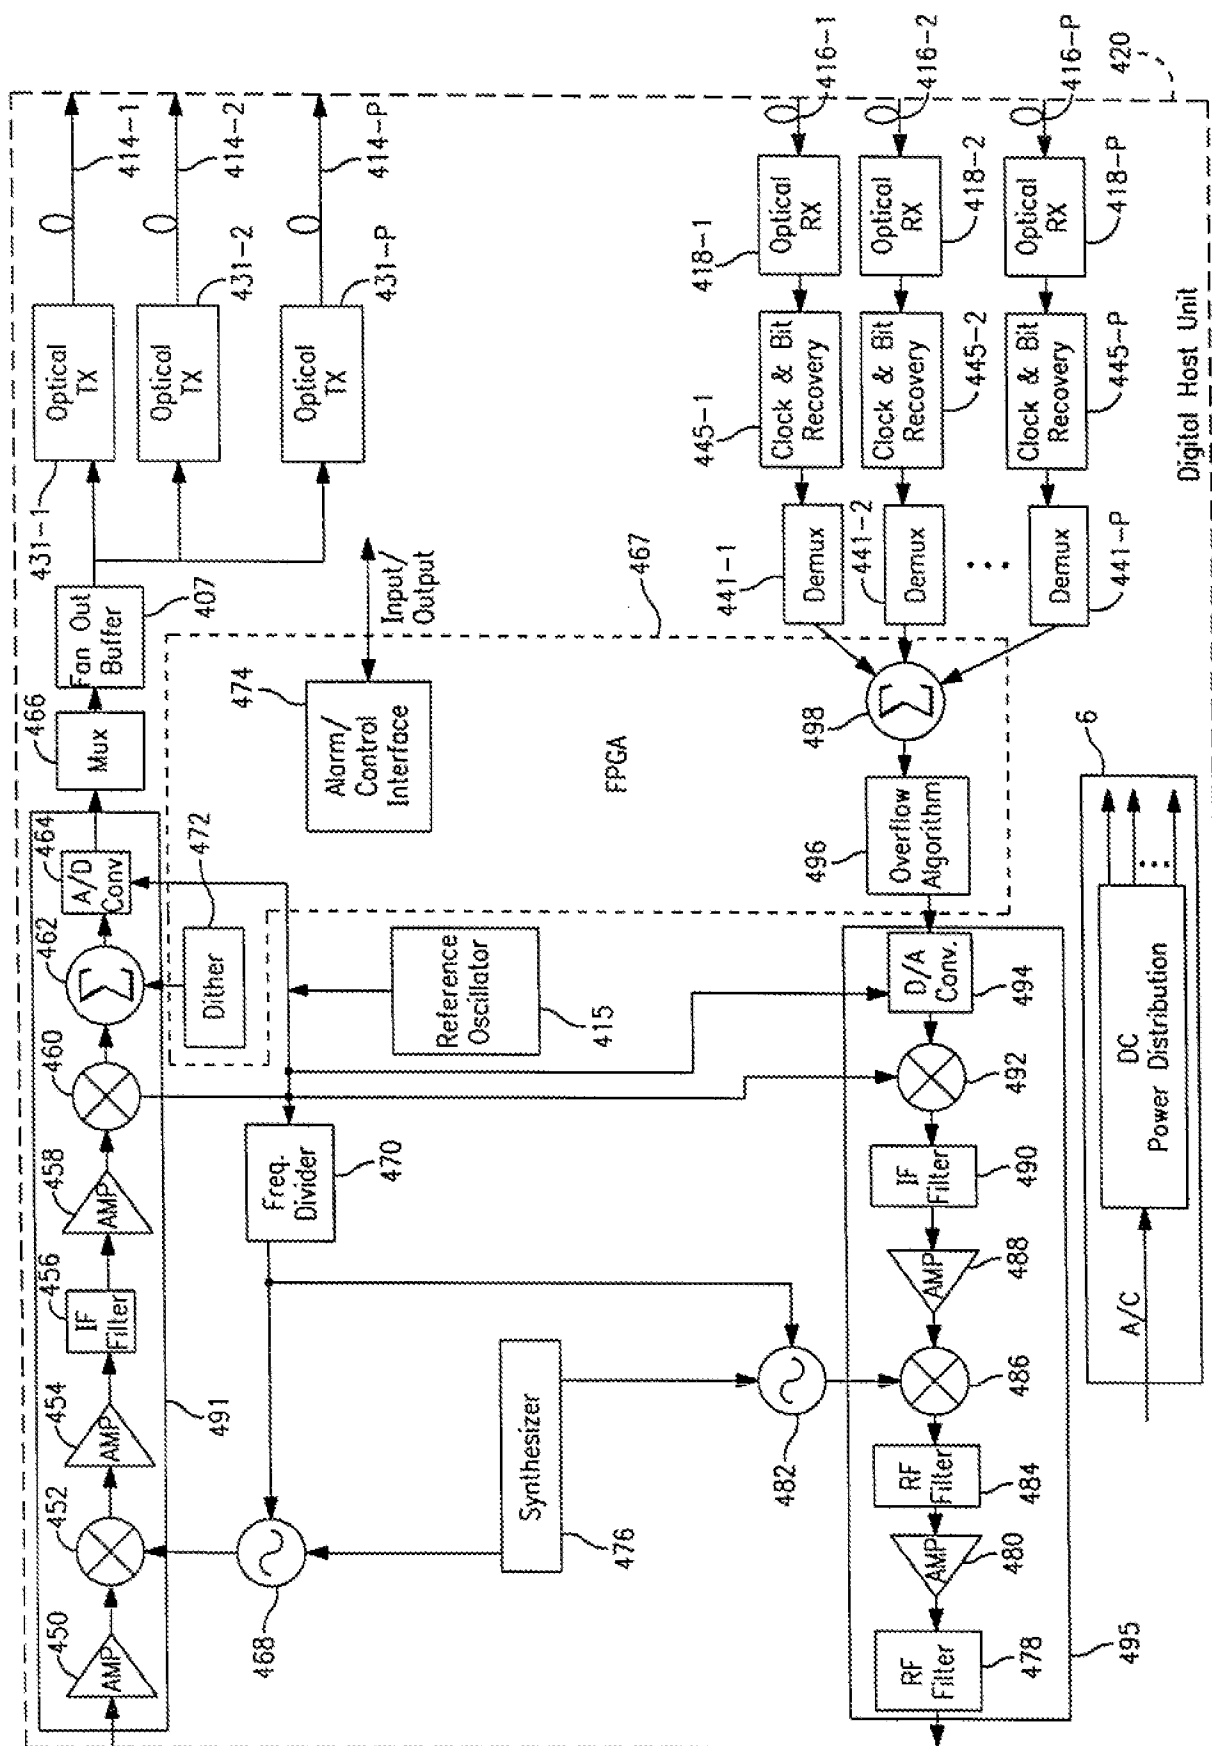 450
AMP
452
454
AMP
456
IF
Filter
458
AMP
460
462
464
A/D
Conv
466
Mux
Fan Out
Buffer
407
431-1
Optical
TX
414-1
Optical
TX
431-2
414-2
Optical
TX
431-P
414-P
491
472
Dither
474
Alarm/
Control
Interface
Input/
Output
467
FPGA
468
Freq.
Divider
470
Reference
Oscillator
415
Synthesizer
476
482
416-1
418-1
Optical
RX
445-1
Clock & Bit
Recovery
441-1
Demux
416-2
418-2
Optical
RX
445-2
Clock & Bit
Recovery
441-2
Demux
416-P
418-P
Optical
RX
445-P
Clock & Bit
Recovery
441-P
Demux
498
496
Overflow
Algorithm
D/A
Conv.
494
492
IF
Filter
490
AMP
488
486
RF
Filter
484
AMP
480
RF
Filter
478
495
6
DC
Power Distribution
A/C
Digital Host Unit
420
Σ
Σ